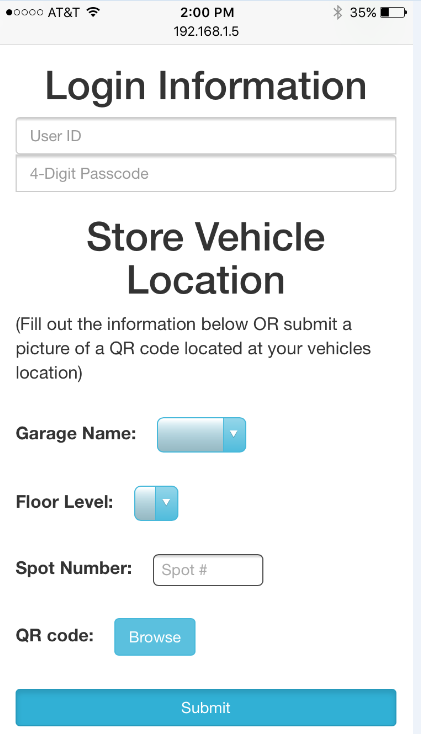 AT&T 2:00 PM 35%
192.168.1.5
Login Information
User ID
4-Digit Passcode
Store Vehicle
Location
(Fill out the information below OR submit a
picture of a QR code located at your vehicles
location)
Garage Name:
Floor Level:
Spot Number: Spot #
QR code: Browse
Submit